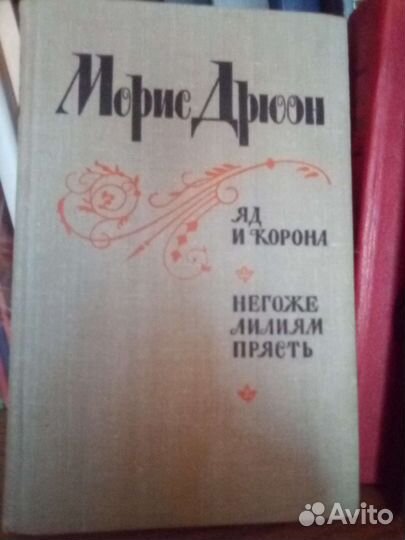 Морис Дрюон
ЯД
И КОРОНА
НЕГОЖЕ
ЛИЛИЯМ
ПРЯСТЬ
Avito